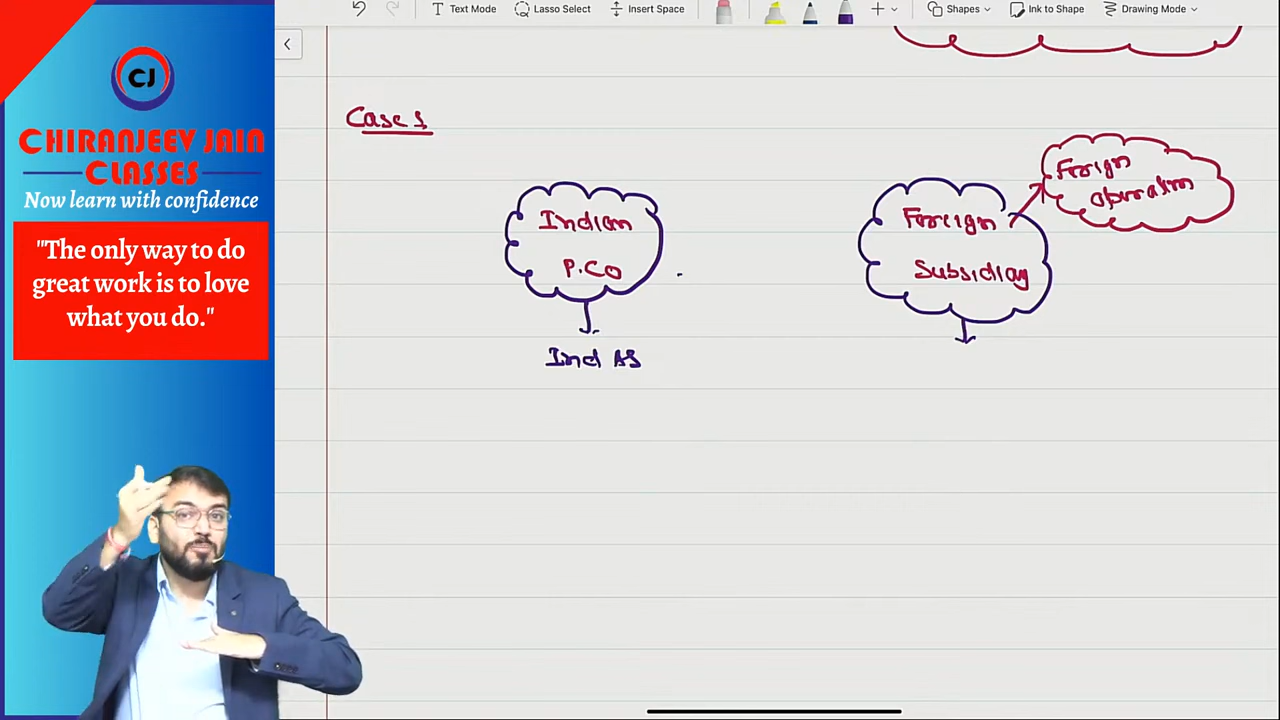 Text Mode
Lasso Select
Insert Space
Shapes
Ink to Shape
Drawing Mode
CJ
CHIRANJEEV JAIN
CLASSES
Now learn with confidence
"The only way to do
great work is to love
what you do."
Cases
Indian
P.Co
Ind AS
Foreign
Subsidiary
Foreign
operation